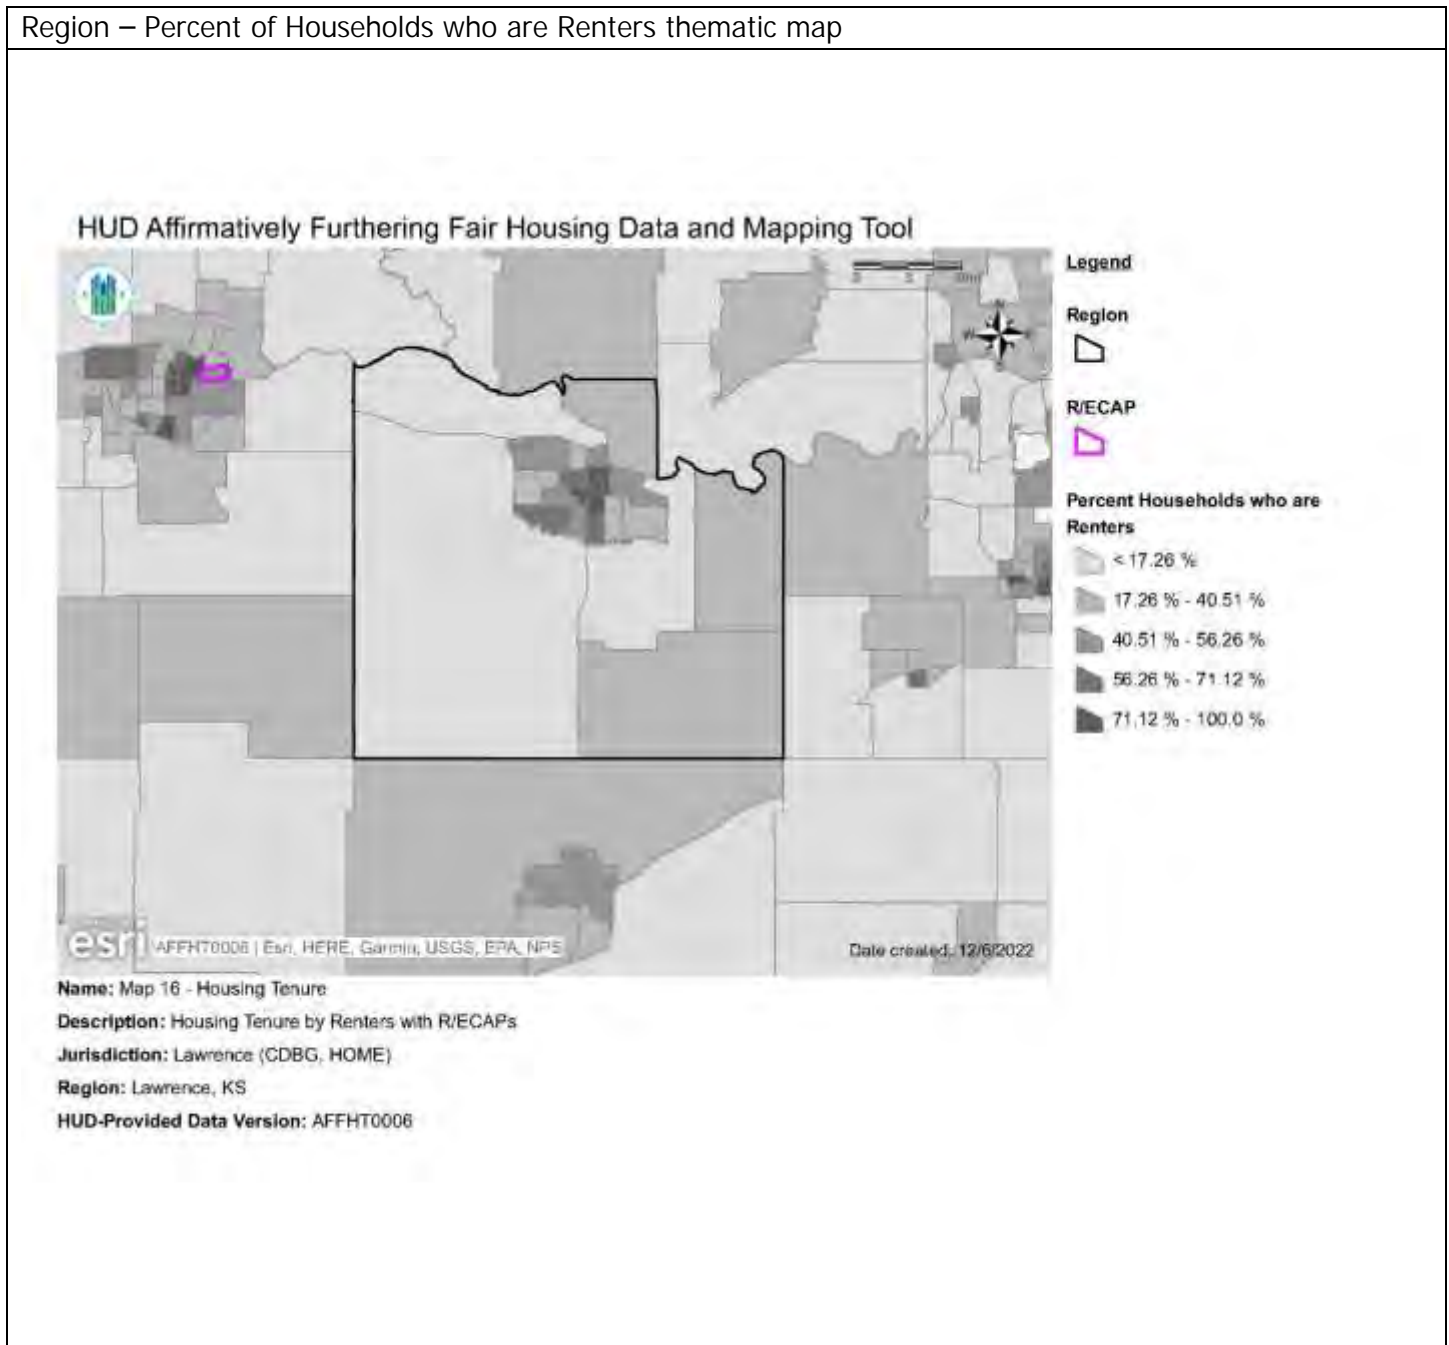 Region – Percent of Households who are Renters thematic map
HUD Affirmatively Furthering Fair Housing Data and Mapping Tool
Legend
Region
R/ECAP
Percent Households who are
Renters
< 17.26 %
17.26 % - 40.51 %
40.51 % - 56.26 %
56.26 % - 71.12 %
71.12 % - 100.0 %
N
W
esri
AFFHT0006 | Esri, HERE, Garmin, USGS, EPA, NPS
Date created: 12/6/2022
Name: Map 16 - Housing Tenure
Description: Housing Tenure by Renters with R/ECAPs
Jurisdiction: Lawrence (CDBG, HOME)
Region: Lawrence, KS
HUD-Provided Data Version: AFFHT0006